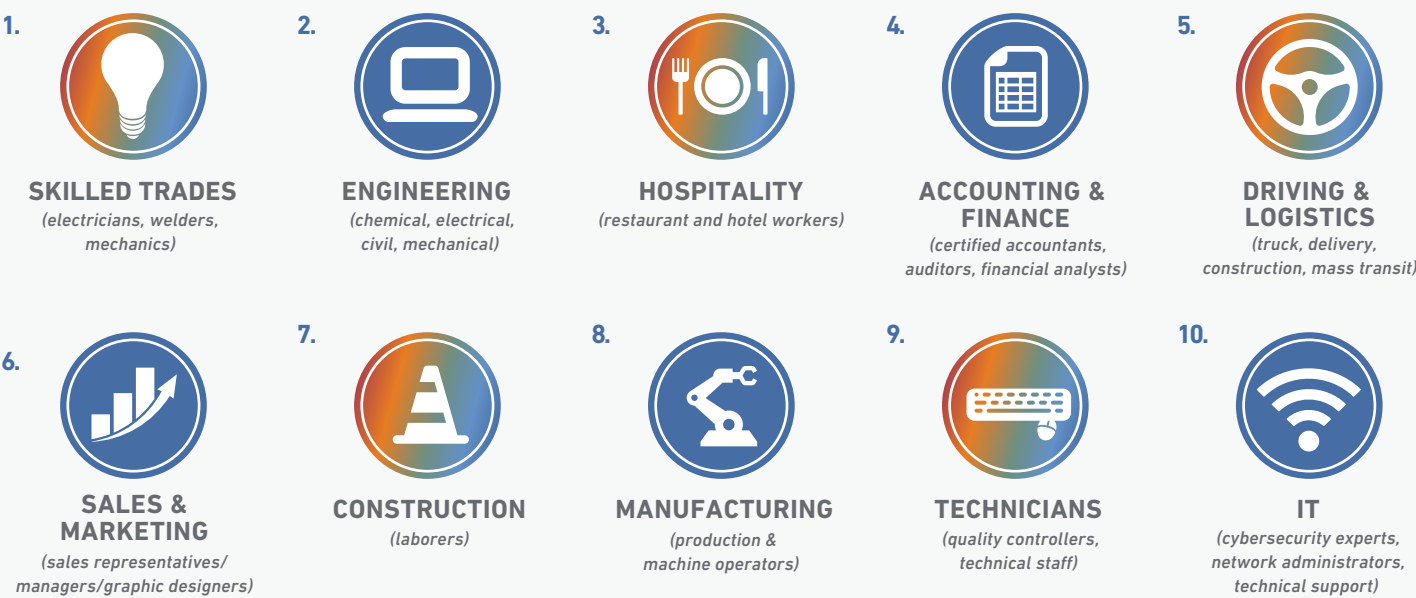 1.
SKILLED TRADES
(electricians, welders,
mechanics)
2.
ENGINEERING
(chemical, electrical,
civil, mechanical)
3.
HOSPITALITY
(restaurant and hotel workers)
4.
ACCOUNTING &
FINANCE
(certified accountants,
auditors, financial analysts)
5.
DRIVING &
LOGISTICS
(truck, delivery,
construction, mass transit)
6.
SALES &
MARKETING
(sales representatives/
managers/graphic designers)
7.
CONSTRUCTION
(laborers)
8.
MANUFACTURING
(production &
machine operators)
9.
TECHNICIANS
(quality controllers,
technical staff)
10.
IT
(cybersecurity experts,
network administrators,
technical support)